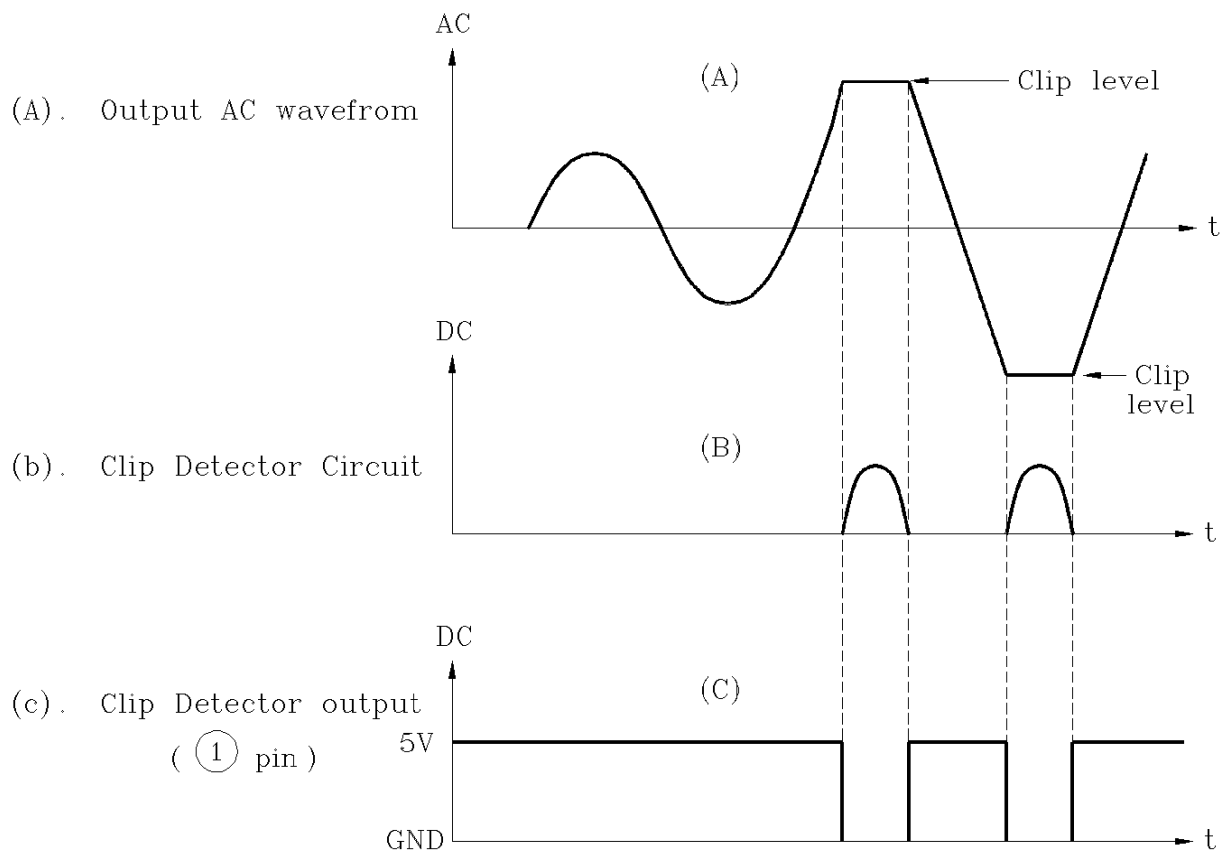 AC
(A)
Clip level
(A). Output AC wavefrom
t
DC
Clip
level
(B)
(b). Clip Detector Circuit
t
DC
(C)
(c). Clip Detector output
( 1 pin )
5V
GND
t